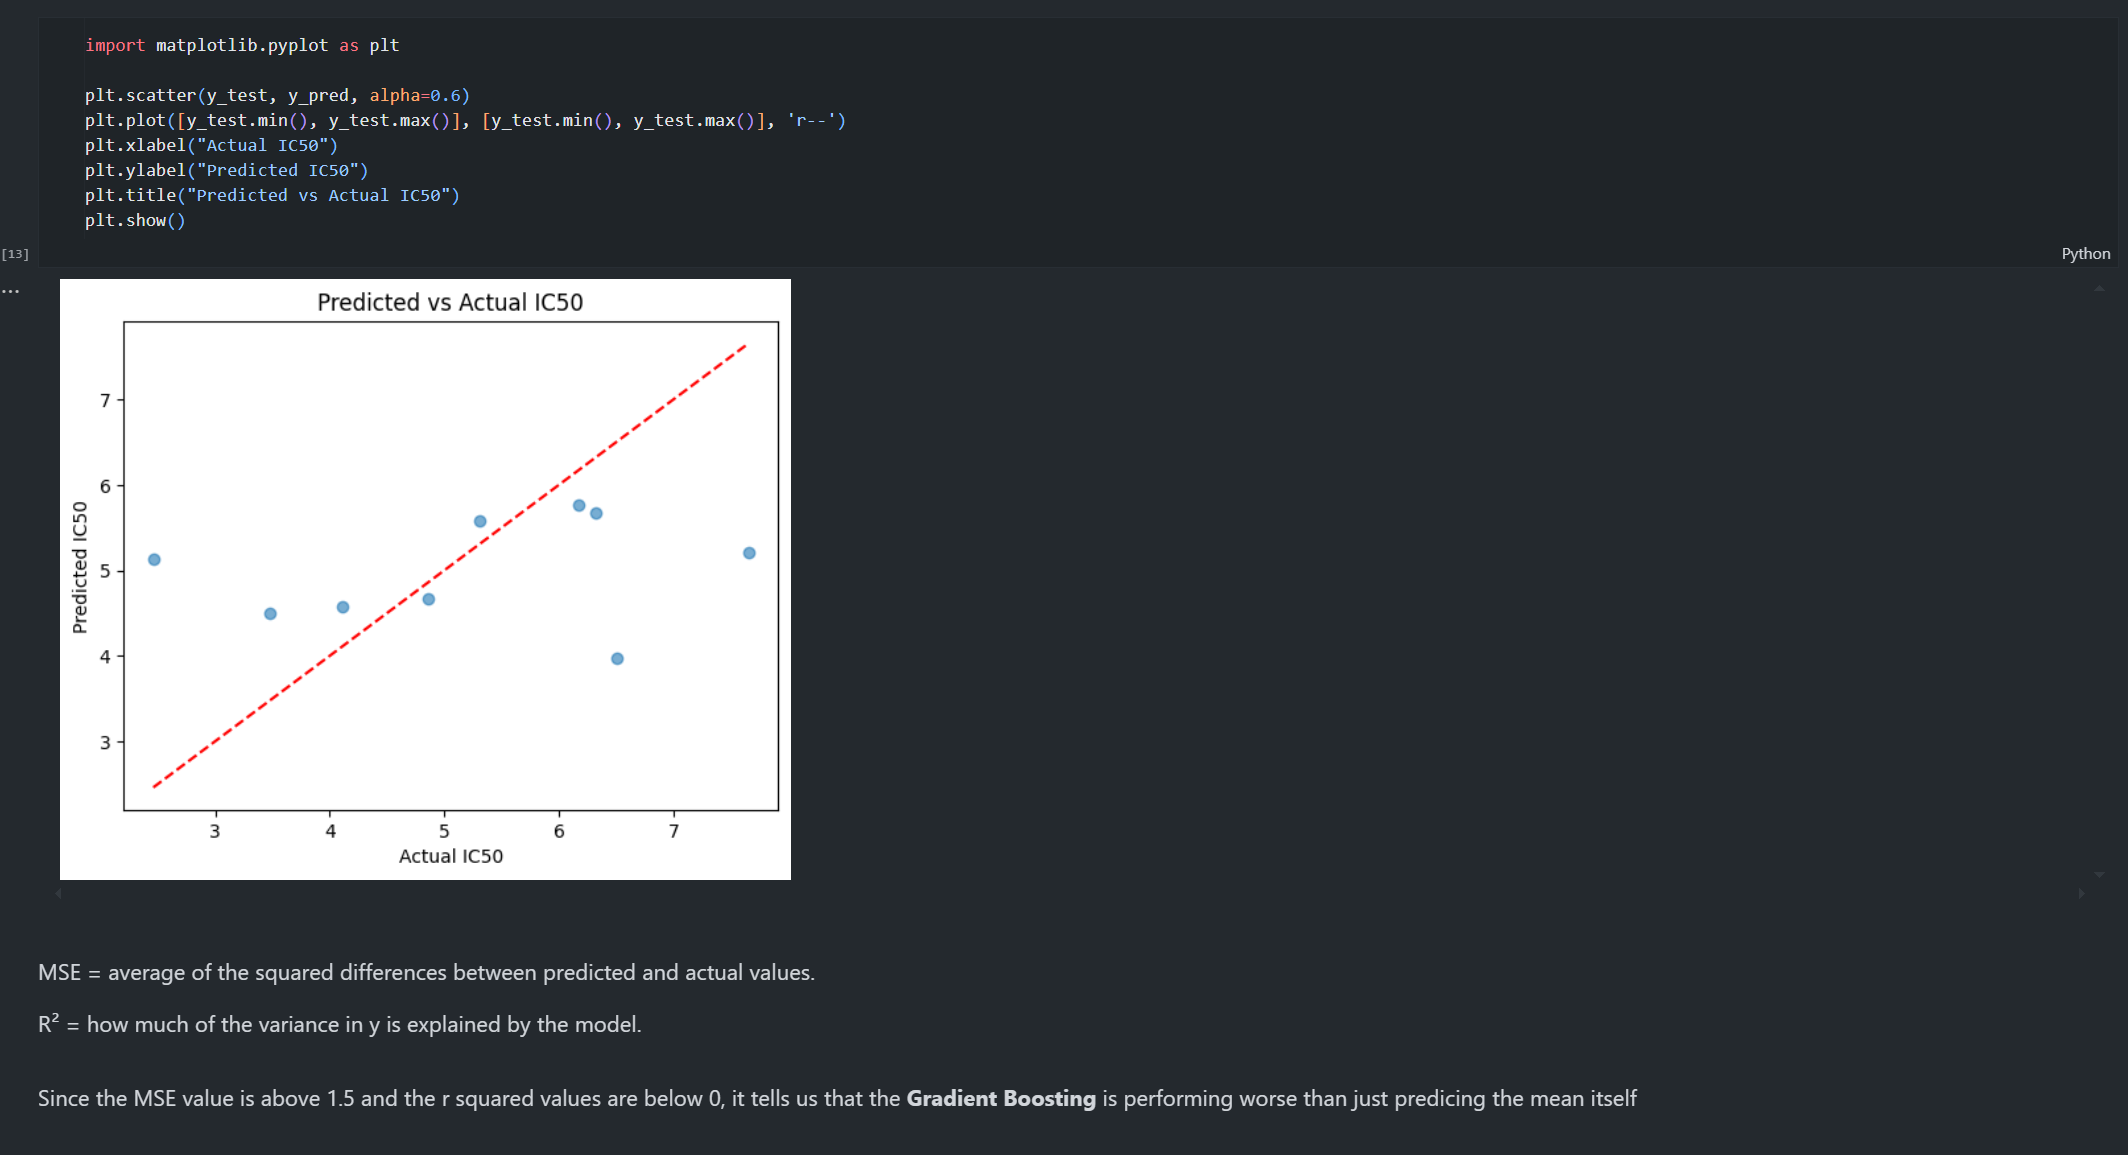 import matplotlib.pyplot as plt
plt.scatter(y_test, y_pred, alpha=0.6)
plt.plot([y_test.min(), y_test.max()], [y_test.min(), y_test.max()], 'r--')
plt.xlabel("Actual IC50")
plt.ylabel("Predicted IC50")
plt.title("Predicted vs Actual IC50")
plt.show()
[13]
Python
...
Predicted vs Actual IC50
7
6
5
4
3
Predicted IC50
3 4 5 6 7
Actual IC50
MSE = average of the squared differences between predicted and actual values.
R² = how much of the variance in y is explained by the model.
Since the MSE value is above 1.5 and the r squared values are below 0, it tells us that the Gradient Boosting is performing worse than just predicing the mean itself